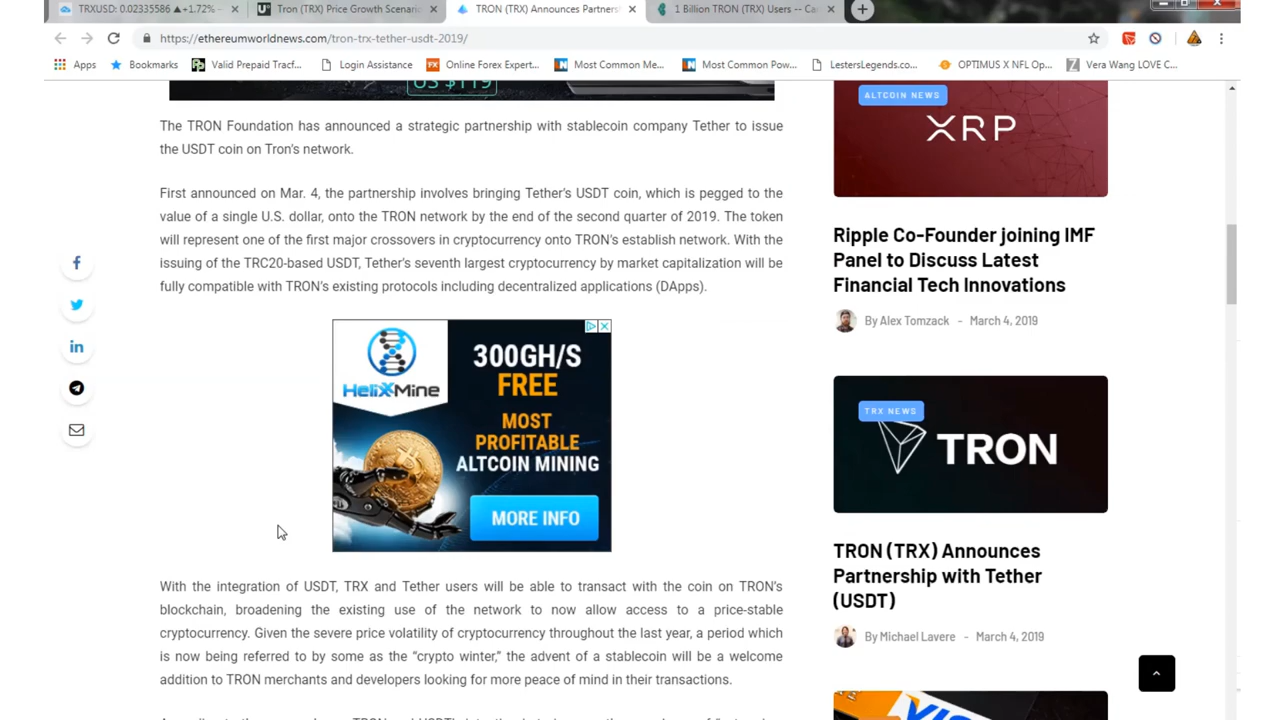 TRXUSD: 0.02335586 ▲+1.72%
Tron (TRX) Price Growth Scenari
TRON (TRX) Announces Partners
1 Billion TRON (TRX) Users -- Ca
https://ethereumworldnews.com/tron-trx-tether-usdt-2019/
Apps
Bookmarks
Valid Prepaid Tracf...
Login Assistance
Online Forex Expert...
Most Common Me...
Most Common Pow...
LestersLegends.co...
OPTIMUS X NFL Op...
Vera Wang LOVE C...
US $119
The TRON Foundation has announced a strategic partnership with stablecoin company Tether to issue
the USDT coin on Tron's network.
First announced on Mar. 4, the partnership involves bringing Tether's USDT coin, which is pegged to the
value of a single U.S. dollar, onto the TRON network by the end of the second quarter of 2019. The token
will represent one of the first major crossovers in cryptocurrency onto TRON's establish network. With the
issuing of the TRC20-based USDT, Tether's seventh largest cryptocurrency by market capitalization will be
fully compatible with TRON's existing protocols including decentralized applications (DApps).
HeliXMine
300GH/S
FREE
MOST
PROFITABLE
ALTCOIN MINING
MORE INFO
With the integration of USDT, TRX and Tether users will be able to transact with the coin on TRON's
blockchain, broadening the existing use of the network to now allow access to a price-stable
cryptocurrency. Given the severe price volatility of cryptocurrency throughout the last year, a period which
is now being referred to by some as the "crypto winter," the advent of a stablecoin will be a welcome
addition to TRON merchants and developers looking for more peace of mind in their transactions.
ALTCOIN NEWS
XRP
Ripple Co-Founder joining IMF
Panel to Discuss Latest
Financial Tech Innovations
By Alex Tomzack - March 4, 2019
TRX NEWS
TRON
TRON (TRX) Announces
Partnership with Tether
(USDT)
By Michael Lavere - March 4, 2019
VISA